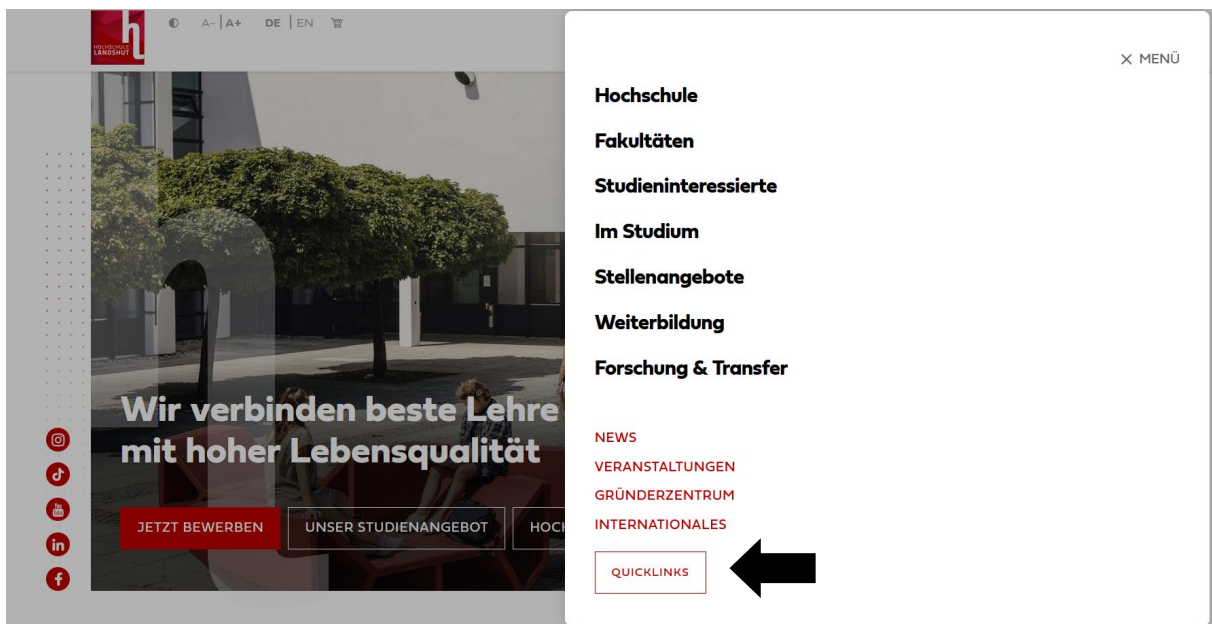 HOCHSCHULE
LANDSHUT
A- | A+ DE | EN
MENÜ
Hochschule
Fakultäten
Studieninteressierte
Im Studium
Stellenangebote
Weiterbildung
Forschung & Transfer
NEWS
VERANSTALTUNGEN
GRÜNDERZENTRUM
INTERNATIONALES
QUICKLINKS
Wir verbinden beste Lehre
mit hoher Lebensqualität
JETZT BEWERBEN
UNSER STUDIENANGEBOT
HOCH